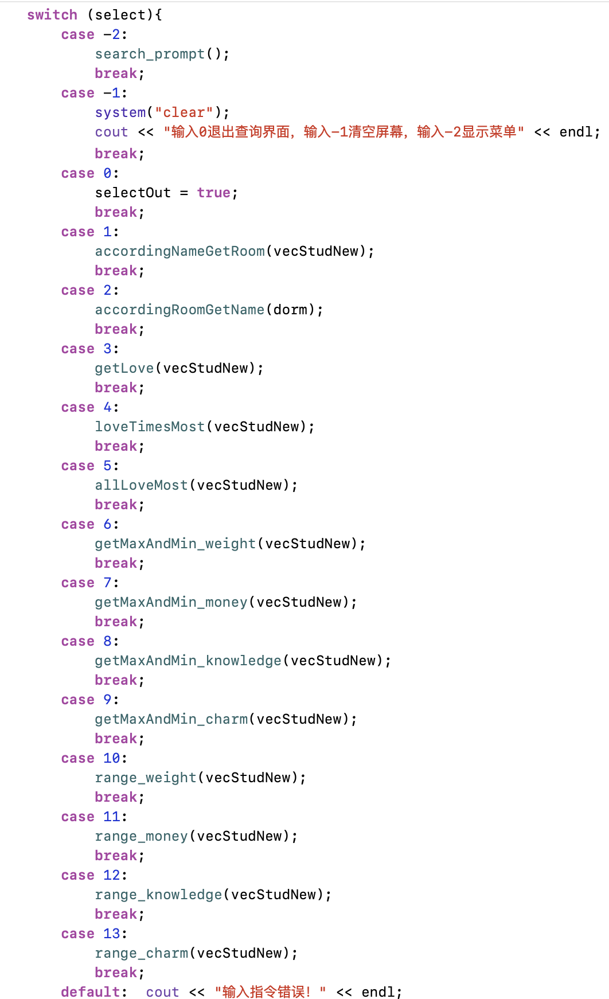 switch (select){
case -2:
search_prompt();
break;
case -1:
system("clear");
cout << "输入0退出查询界面，输入-1清空屏幕，输入-2显示菜单" << endl;
break;
case 0:
selectOut = true;
break;
case 1:
accordingNameGetRoom(vecStudNew);
break;
case 2:
accordingRoomGetName(dorm);
break;
case 3:
getLove(vecStudNew);
break;
case 4:
loveTimesMost(vecStudNew);
break;
case 5:
allLoveMost(vecStudNew);
break;
case 6:
getMaxAndMin_weight(vecStudNew);
break;
case 7:
getMaxAndMin_money(vecStudNew);
break;
case 8:
getMaxAndMin_knowledge(vecStudNew);
break;
case 9:
getMaxAndMin_charm(vecStudNew);
break;
case 10:
range_weight(vecStudNew);
break;
case 11:
range_money(vecStudNew);
break;
case 12:
range_knowledge(vecStudNew);
break;
case 13:
range_charm(vecStudNew);
break;
default:  cout << "输入指令错误！" << endl;